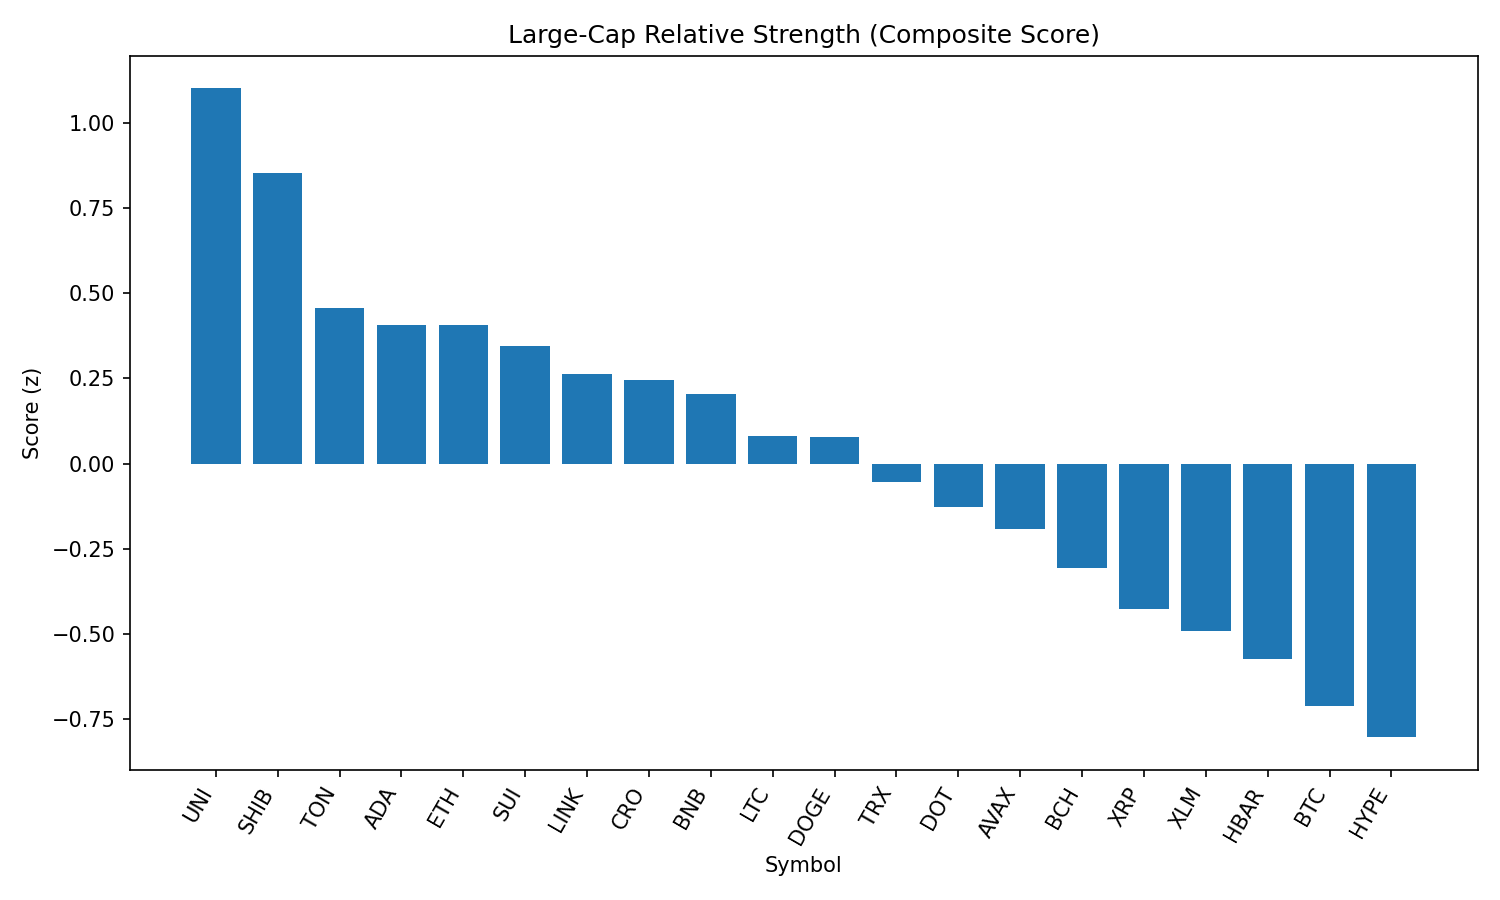 Large-Cap Relative Strength (Composite Score)
Score (z)
1.00
0.75
0.50
0.25
0.00
−0.25
−0.50
−0.75
UNI
SHIB
TON
ADA
ETH
SUI
LINK
CRO
BNB
LTC
DOGE
TRX
DOT
AVAX
BCH
XRP
XLM
HBAR
BTC
HYPE
Symbol